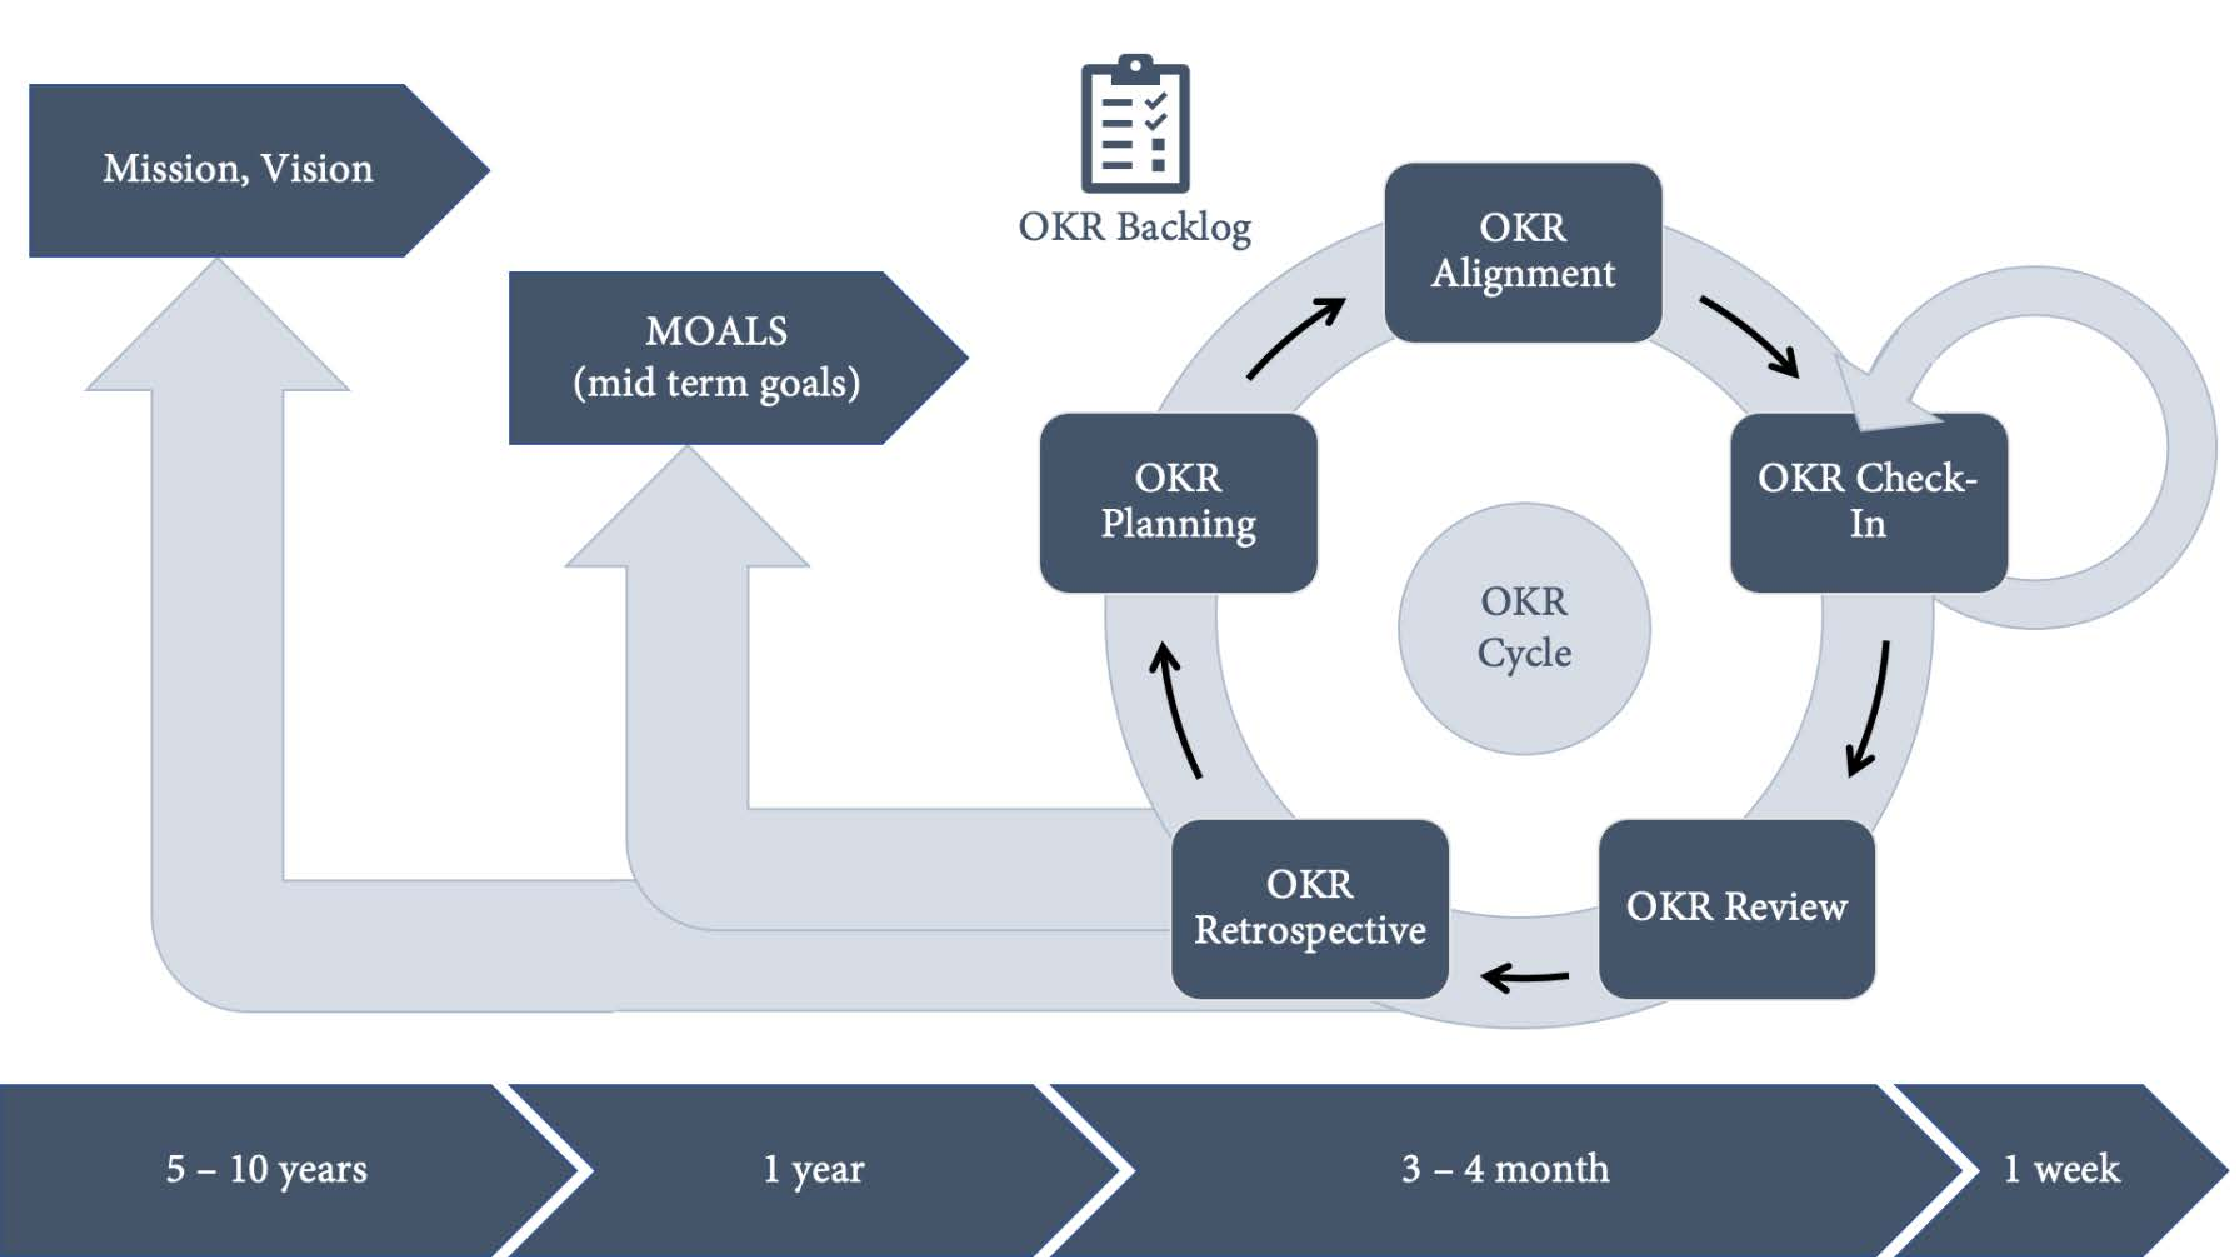 Mission, Vision
MOALS
(mid term goals)
OKR Backlog
OKR
Alignment
OKR
Planning
OKR Check-
In
OKR
Cycle
OKR
Retrospective
OKR Review
5 – 10 years
1 year
3 – 4 month
1 week